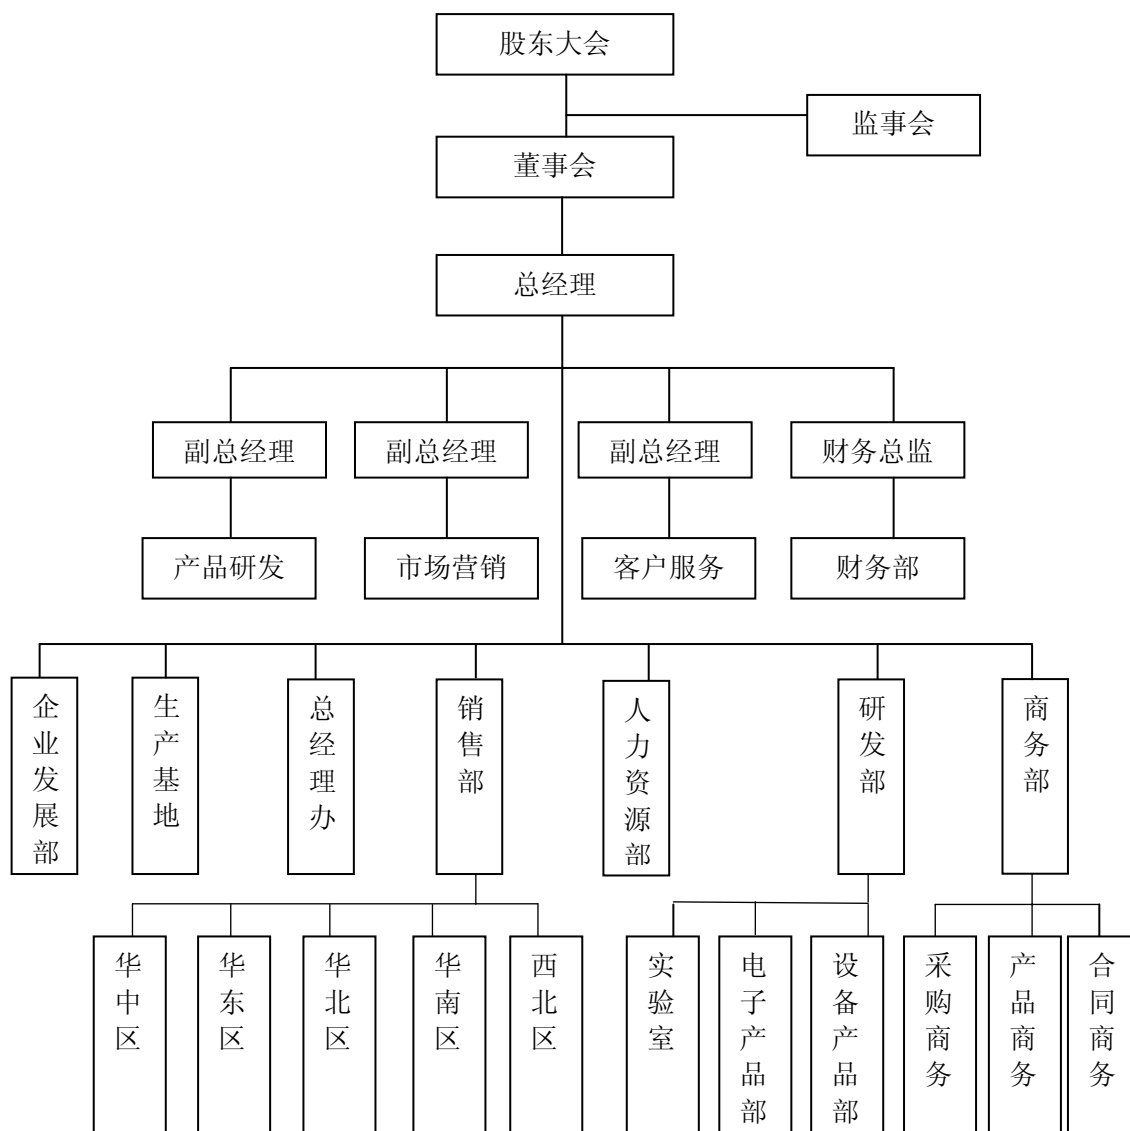 股东大会
监事会
董事会
总经理
副总经理
副总经理
副总经理
财务总监
产品研发
市场营销
客户服务
财务部
企业发展部
生产基地
总经理办
销售部
人力资源部
研发部
商务部
华中区
华东区
华北区
华南区
西北区
实验室
电子产品部
设备产品部
采购商务
产品商务
合同商务